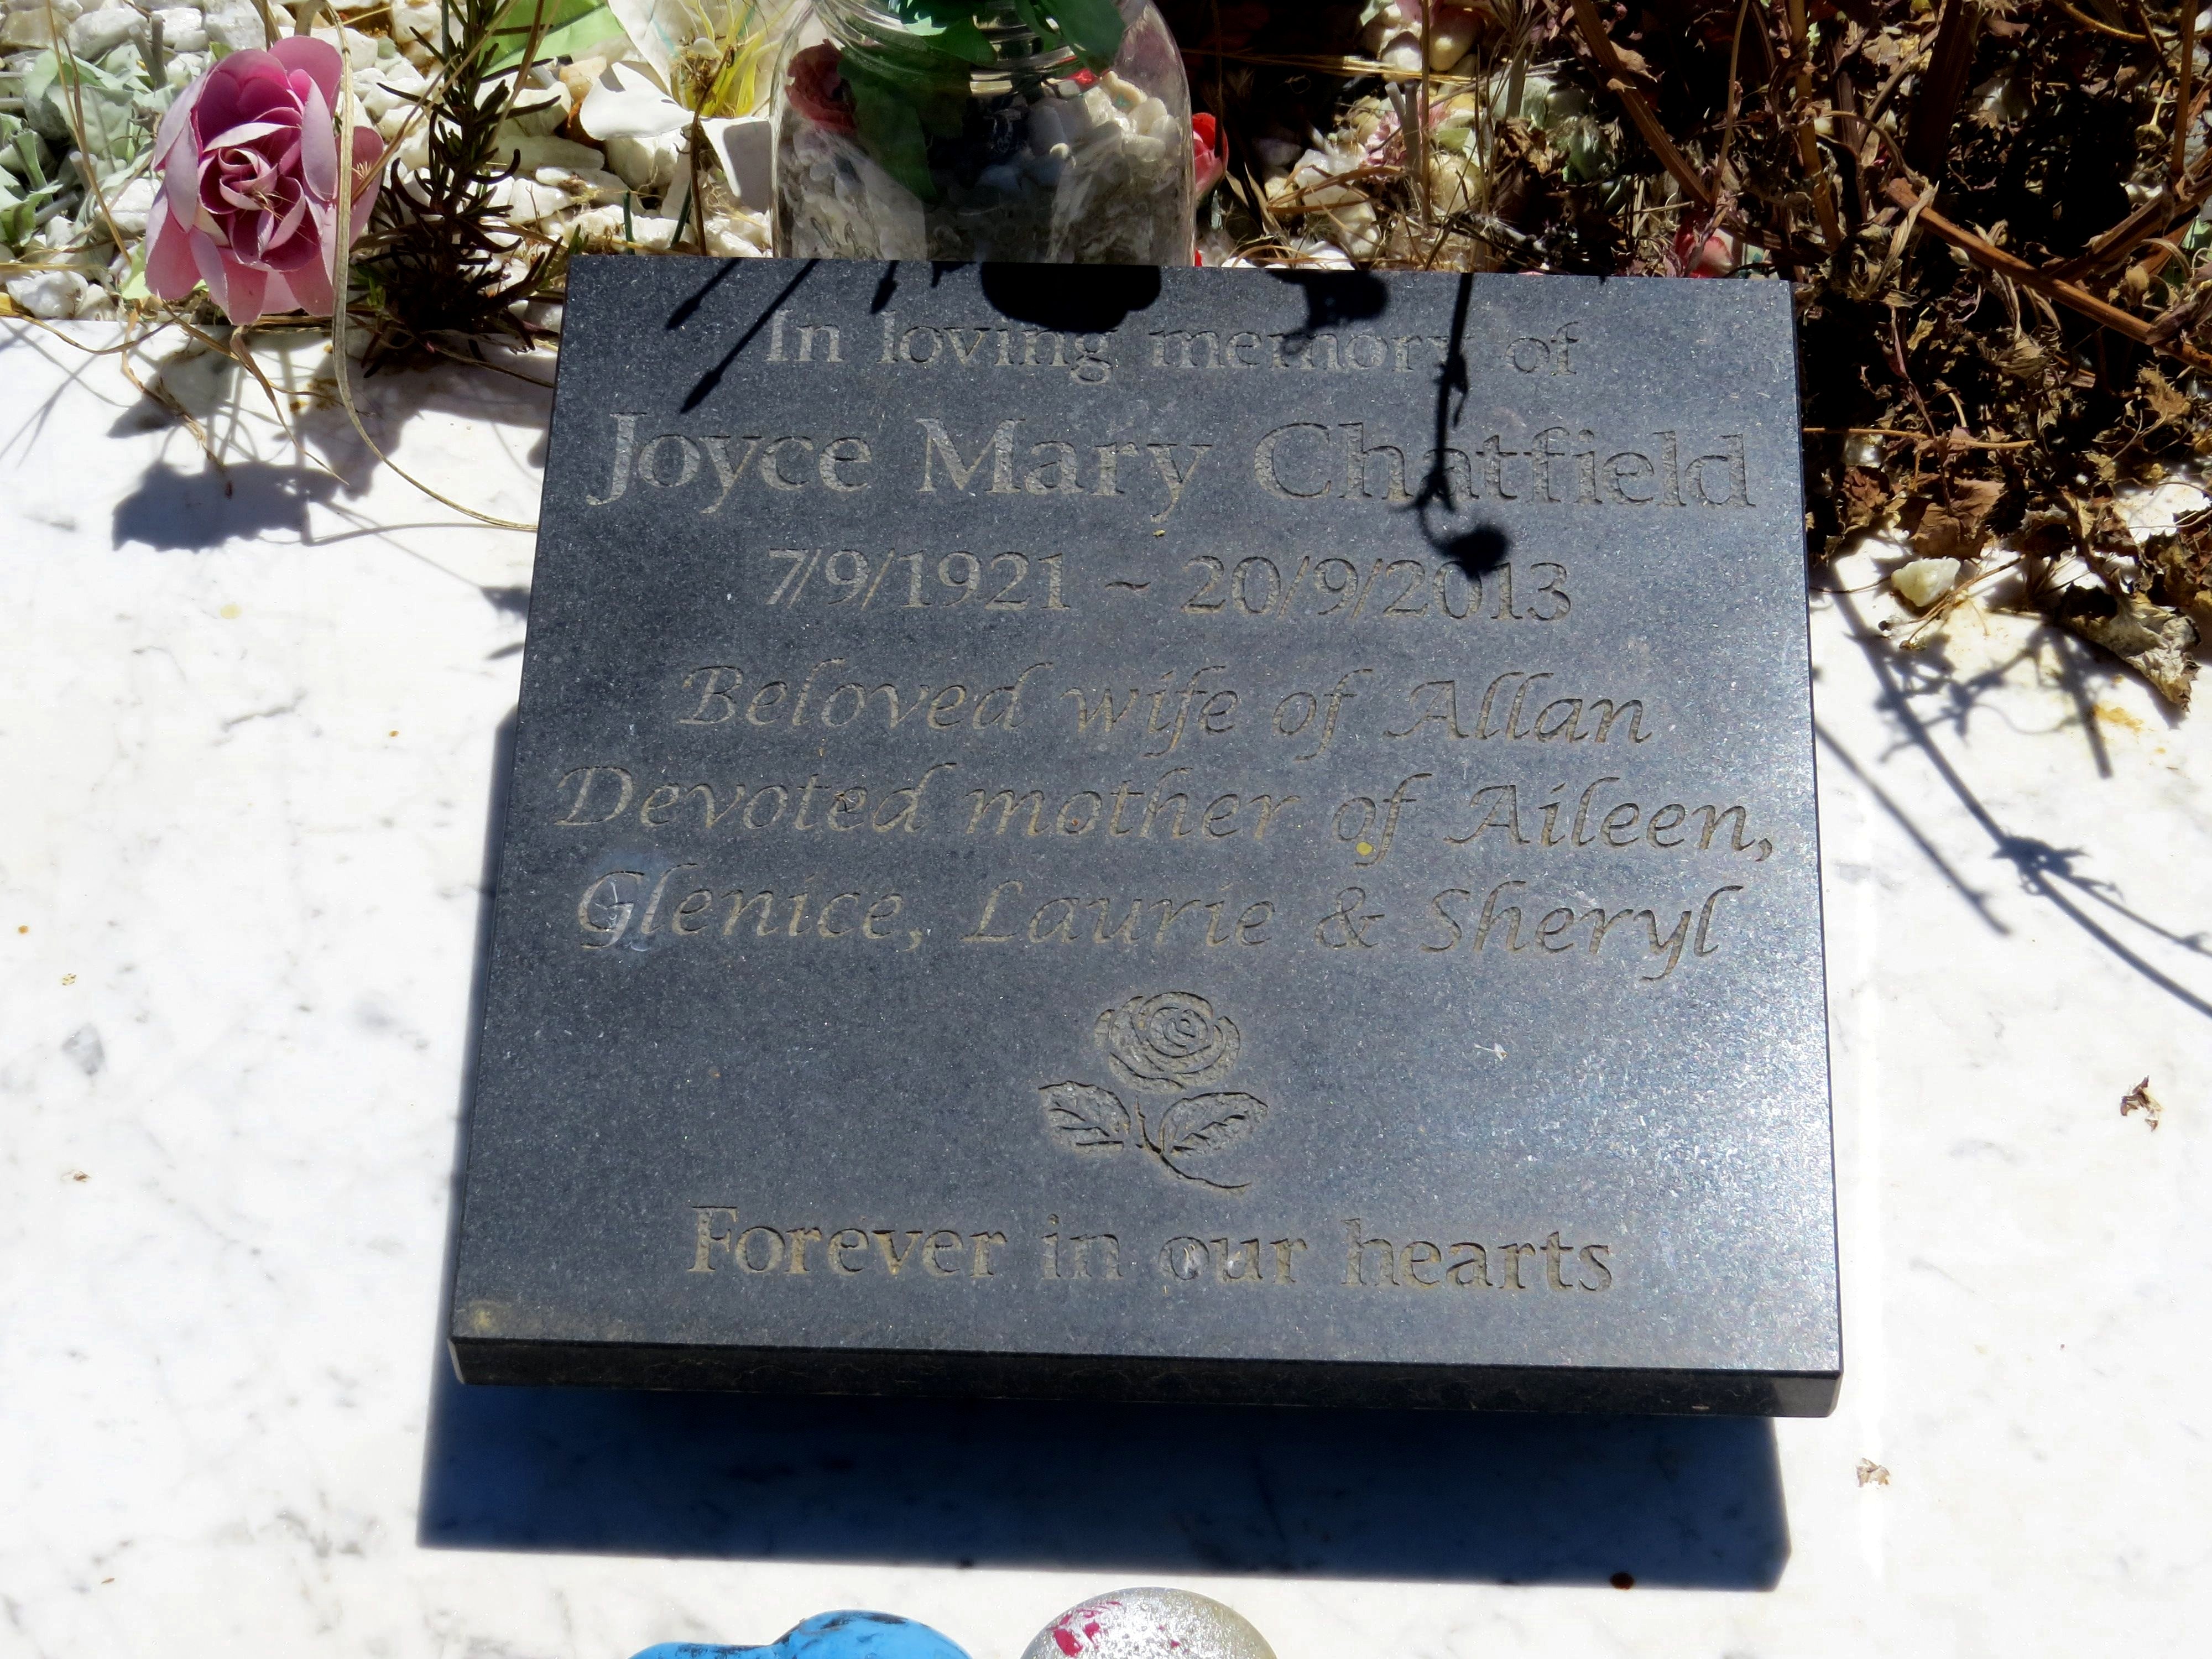 In loving memory of
Joyce Mary Chatfield
7/9/1921 ~ 20/9/2013
Beloved wife of Allan
Devoted mother of Aileen,
Glenice, Laurie & Sheryl
Forever in our hearts